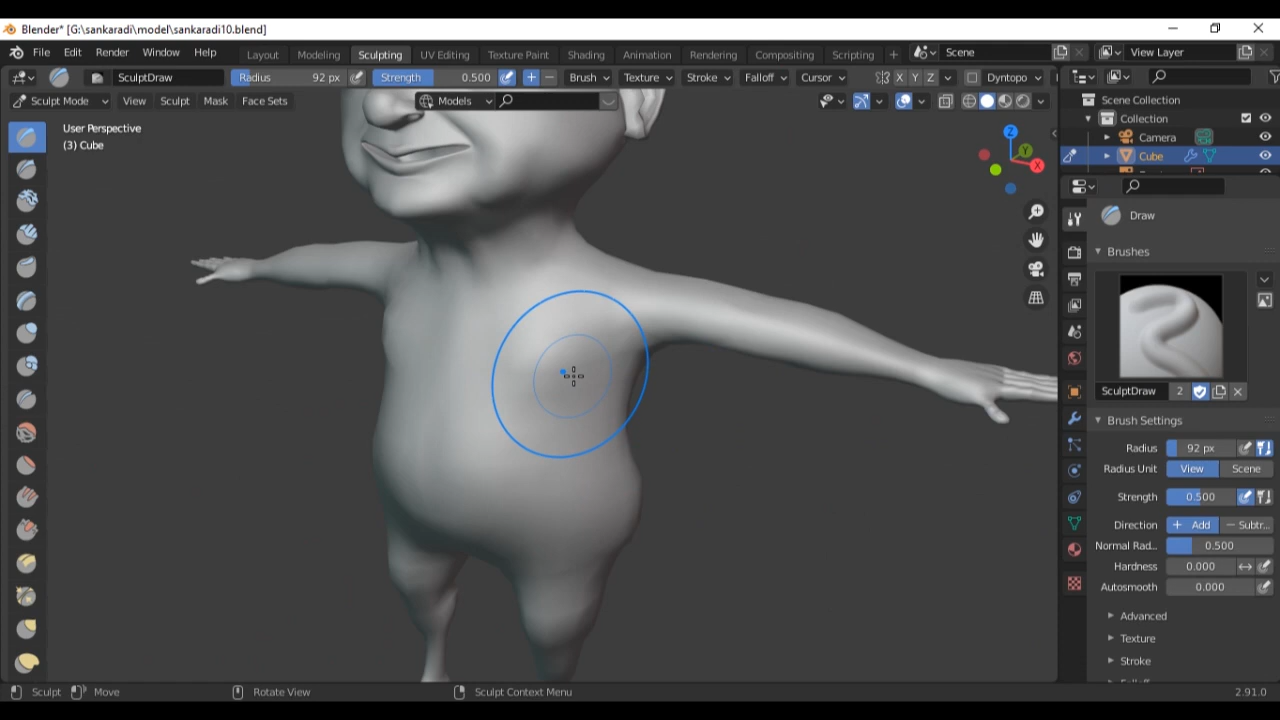 Blender* [G:\sankaradi\model\sankaradi10.blend]
File Edit Render Window Help Layout Modeling Sculpting UV Editing Texture Paint Shading Animation Rendering Compositing Scripting + Scene View Layer
SculptDraw Radius 92 px Strength 0.500 + − Brush Texture Stroke Falloff Cursor X Y Z Dyntopo
Sculpt Mode View Sculpt Mask Face Sets Models
Scene Collection
Collection
Camera
Cube
User Perspective
(3) Cube
Z
Y
X
Draw
Brushes
SculptDraw 2
Brush Settings
Radius 92 px
Radius Unit View Scene
Strength 0.500
Direction + Add − Subtr...
Normal Rad... 0.500
Hardness 0.000
Autosmooth 0.000
Advanced
Texture
Stroke
Sculpt Move Rotate View Sculpt Context Menu 2.91.0